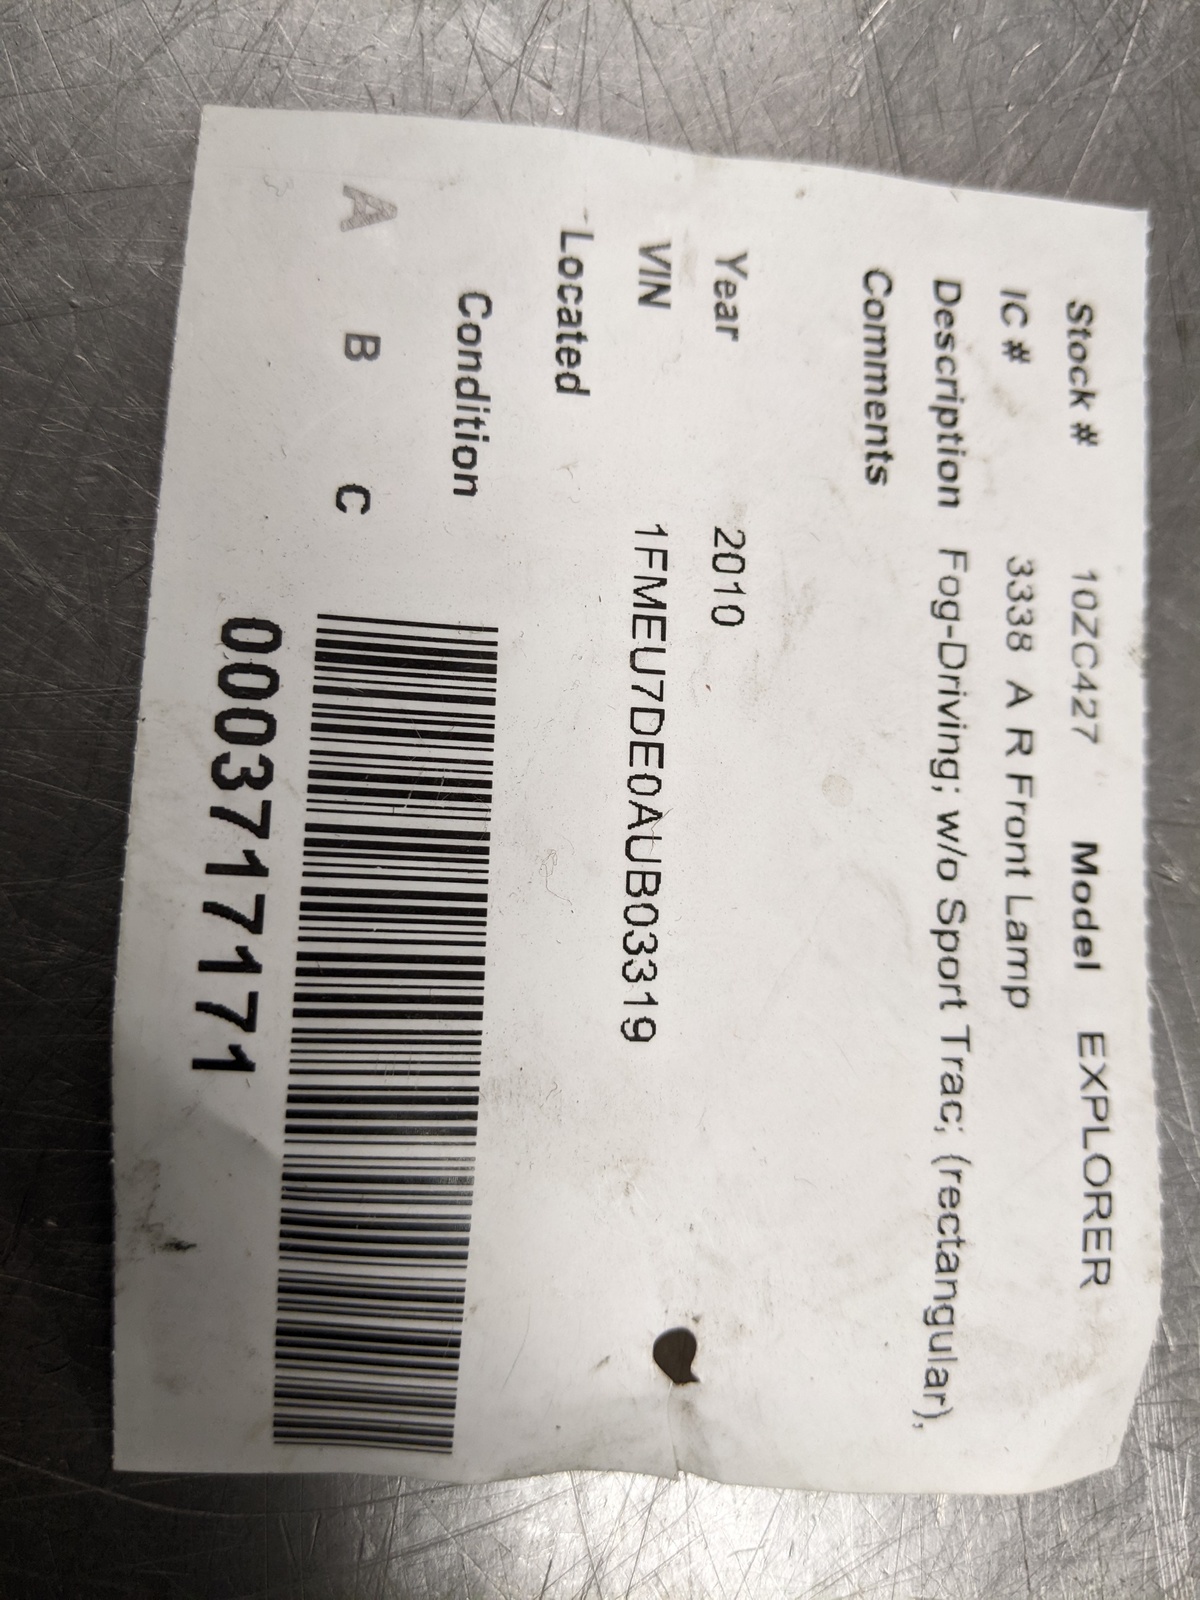 Stock # 10ZC427 Model EXPLORER
IC # 3338 A R Front Lamp
Description Fog-Driving; w/o Sport Trac; (rectangular),
Comments
Year 2010
VIN 1FMEU7DE0AUB03319
Located
Condition
A B C
0003717171